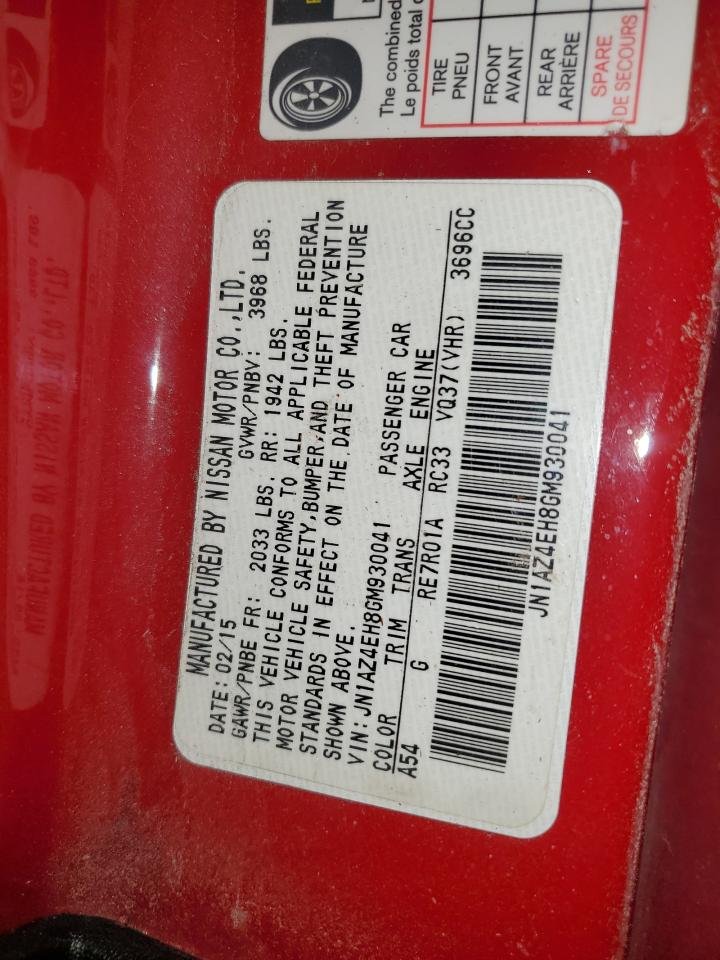 The combined
Le poids total
TIRE
PNEU
FRONT
AVANT
REAR
ARRIÈRE
SPARE
DE SECOURS
MANUFACTURED BY NISSAN MOTOR CO.,LTD.
DATE: 02/15 GVWR/PNBV: 3968 LBS.
GAWR/PNBE FR: 2033 LBS. RR: 1942 LBS.
THIS VEHICLE CONFORMS TO ALL APPLICABLE FEDERAL
MOTOR VEHICLE SAFETY,BUMPER,AND THEFT PREVENTION
STANDARDS IN EFFECT ON THE DATE OF MANUFACTURE
SHOWN ABOVE.
VIN: JN1AZ4EH8GM930041 PASSENGER CAR
COLOR TRIM TRANS AXLE ENGINE
A54 G RE7R01A RC33 VQ37(VHR) 3696CC
JN1AZ4EH8GM930041